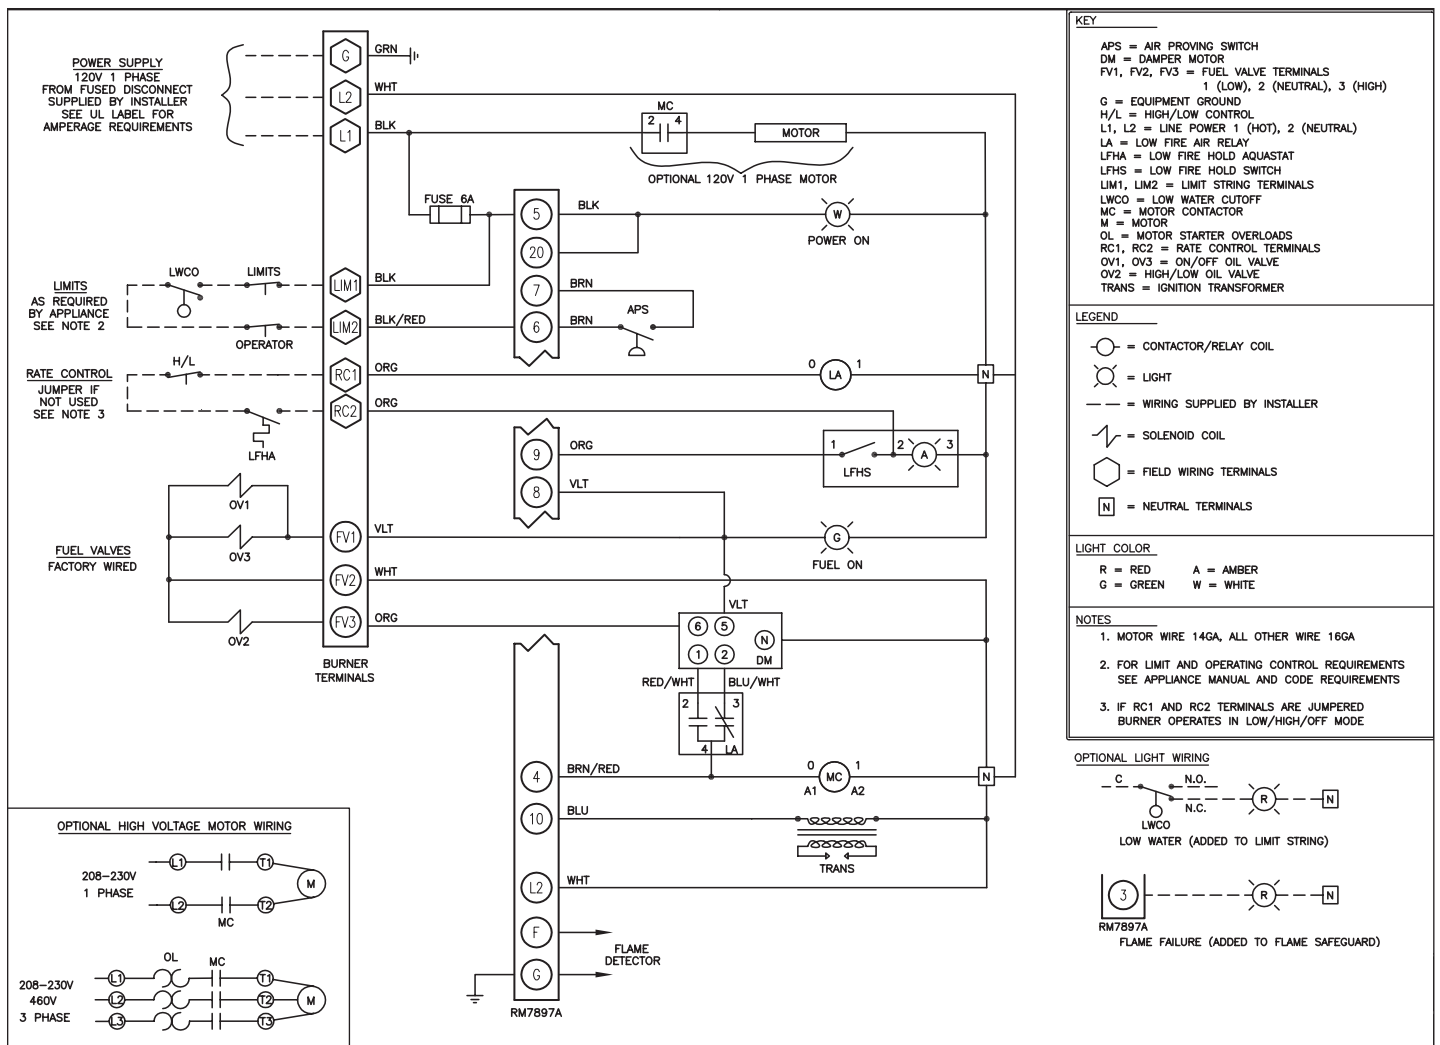 POWER SUPPLY
120V 1 PHASE
FROM FUSED DISCONNECT
SUPPLIED BY INSTALLER
SEE UL LABEL FOR
AMPERAGE REQUIREMENTS
G
GRN
L2
WHT
L1
BLK
MC
2 4
MOTOR
OPTIONAL 120V 1 PHASE MOTOR
FUSE 6A
5
BLK
W
POWER ON
20
LIMITS
AS REQUIRED
BY APPLIANCE
SEE NOTE 2
LWCO
LIMITS
OPERATOR
LIM1
BLK
LIM2
BLK/RED
7
BRN
6
BRN
APS
RATE CONTROL
JUMPER IF
NOT USED
SEE NOTE 3
H/L
LFHA
RC1
ORG
RC2
ORG
0
LA
1
N
9
ORG
8
VLT
1
LFHS
2
A
3
FUEL VALVES
FACTORY WIRED
OV1
OV3
OV2
FV1
VLT
FV2
WHT
FV3
ORG
BURNER
TERMINALS
G
FUEL ON
VLT
6 5
N
1 2
DM
RED/WHT
BLU/WHT
2
3
4
LA
4
BRN/RED
0
MC
1
A1
A2
N
10
BLU
TRANS
L2
WHT
F
FLAME
DETECTOR
G
RM7897A
OPTIONAL HIGH VOLTAGE MOTOR WIRING
208-230V
1 PHASE
L1
T1
M
L2
T2
MC
208-230V
460V
3 PHASE
OL
MC
L1
T1
L2
T2
M
L3
T3
KEY
APS = AIR PROVING SWITCH
DM = DAMPER MOTOR
FV1, FV2, FV3 = FUEL VALVE TERMINALS
1 (LOW), 2 (NEUTRAL), 3 (HIGH)
G = EQUIPMENT GROUND
H/L = HIGH/LOW CONTROL
L1, L2 = LINE POWER 1 (HOT), 2 (NEUTRAL)
LA = LOW FIRE AIR RELAY
LFHA = LOW FIRE HOLD AQUASTAT
LFHS = LOW FIRE HOLD SWITCH
LIM1, LIM2 = LIMIT STRING TERMINALS
LWCO = LOW WATER CUTOFF
MC = MOTOR CONTACTOR
M = MOTOR
OL = MOTOR STARTER OVERLOADS
RC1, RC2 = RATE CONTROL TERMINALS
OV1, OV3 = ON/OFF OIL VALVE
OV2 = HIGH/LOW OIL VALVE
TRANS = IGNITION TRANSFORMER
LEGEND
= CONTACTOR/RELAY COIL
= LIGHT
= WIRING SUPPLIED BY INSTALLER
= SOLENOID COIL
= FIELD WIRING TERMINALS
N = NEUTRAL TERMINALS
LIGHT COLOR
R = RED A = AMBER
G = GREEN W = WHITE
NOTES
1. MOTOR WIRE 14GA, ALL OTHER WIRE 16GA
2. FOR LIMIT AND OPERATING CONTROL REQUIREMENTS
SEE APPLIANCE MANUAL AND CODE REQUIREMENTS
3. IF RC1 AND RC2 TERMINALS ARE JUMPERED
BURNER OPERATES IN LOW/HIGH/OFF MODE
OPTIONAL LIGHT WIRING
C
N.O.
N.C.
LWCO
R
N
LOW WATER (ADDED TO LIMIT STRING)
3
R
N
RM7897A
FLAME FAILURE (ADDED TO FLAME SAFEGUARD)